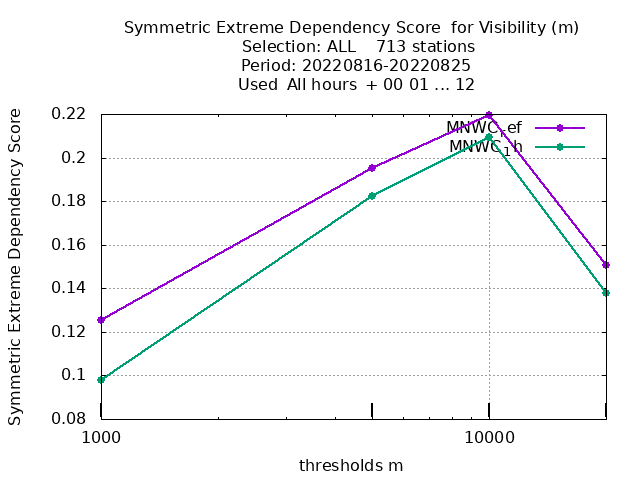 Symmetric Extreme Dependency Score  for Visibility (m)
Selection: ALL    713 stations
Period: 20220816-20220825
Used  All hours  + 00 01 ... 12
Symmetric Extreme Dependency Score
0.22
0.2
0.18
0.16
0.14
0.12
0.1
0.08
MNWC_ref
MNWC_1h
1000
10000
thresholds m